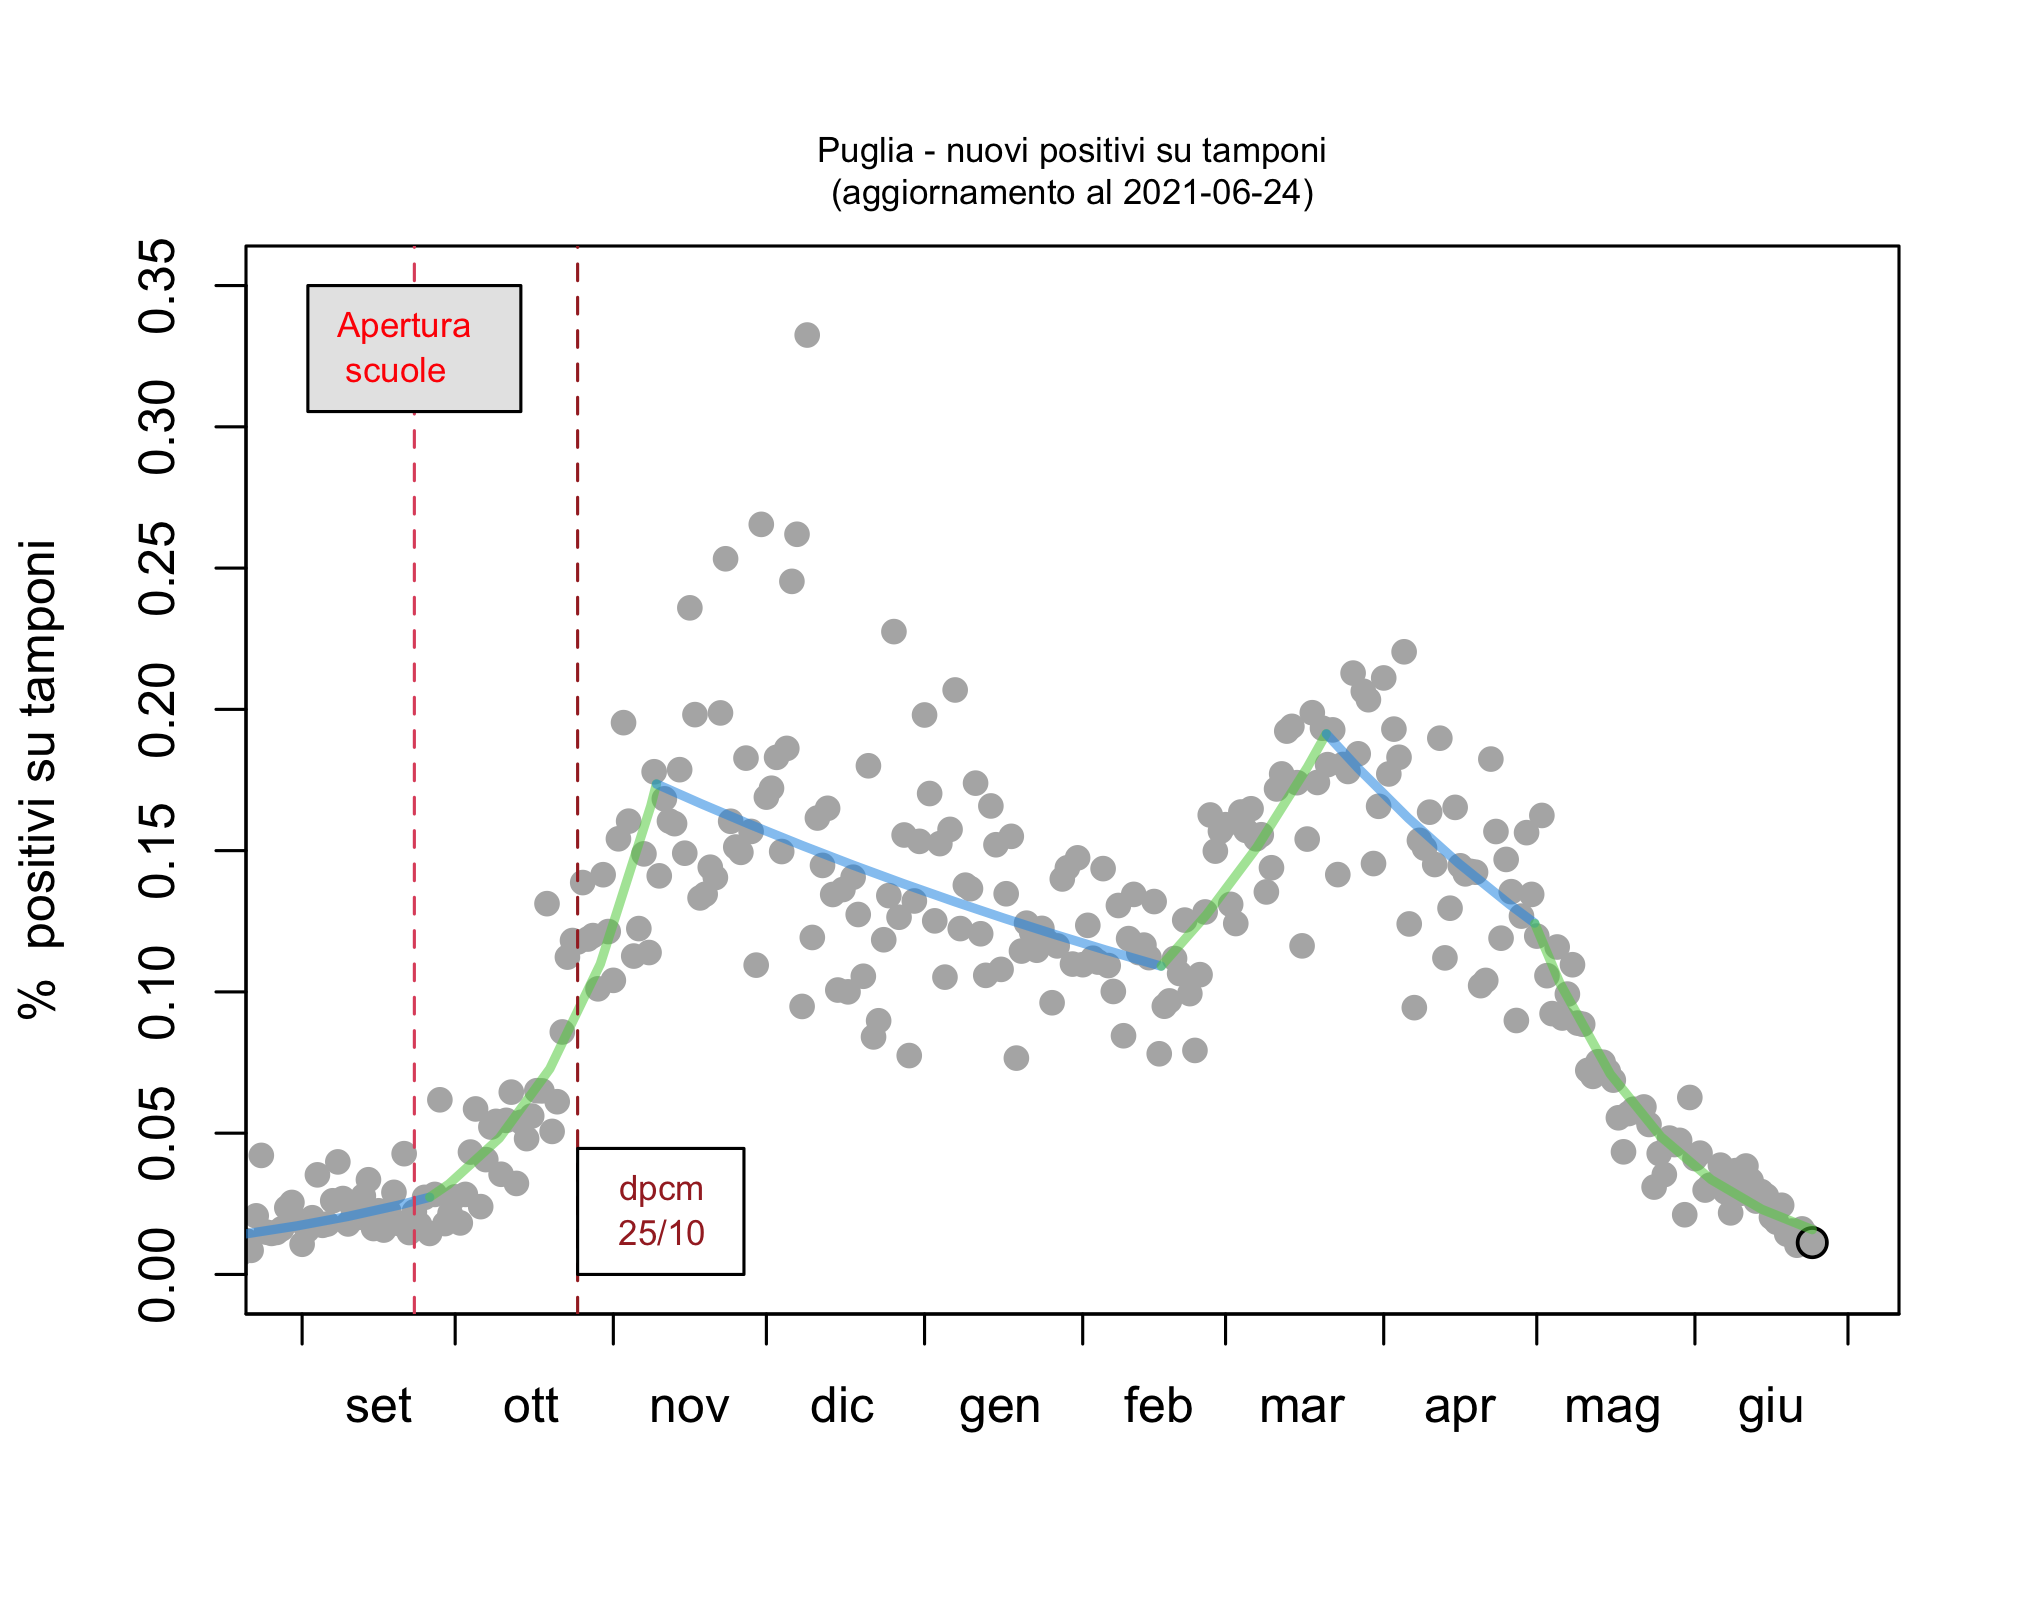 Puglia - nuovi positivi su tamponi
(aggiornamento al 2021-06-24)
% positivi su tamponi
0.35
0.30
0.25
0.20
0.15
0.10
0.05
0.00
Apertura
scuole
dpcm
25/10
set ott nov dic gen feb mar apr mag giu